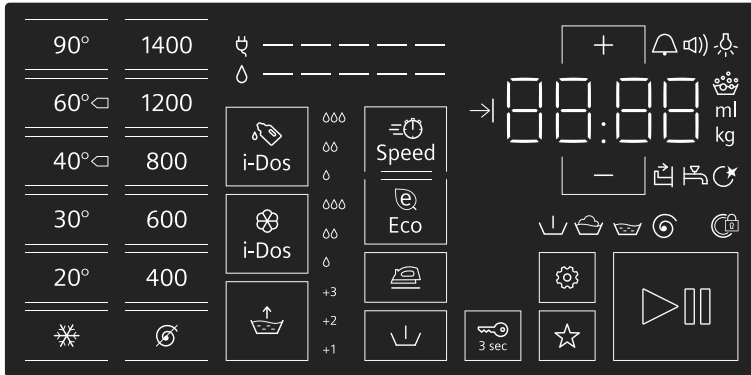 90° 1400
60° 1200
40° 800
30° 600
20° 400
i-Dos
i-Dos
+3
+2
+1
Speed
e
Eco
3 sec
+
88:88
ml
kg
−